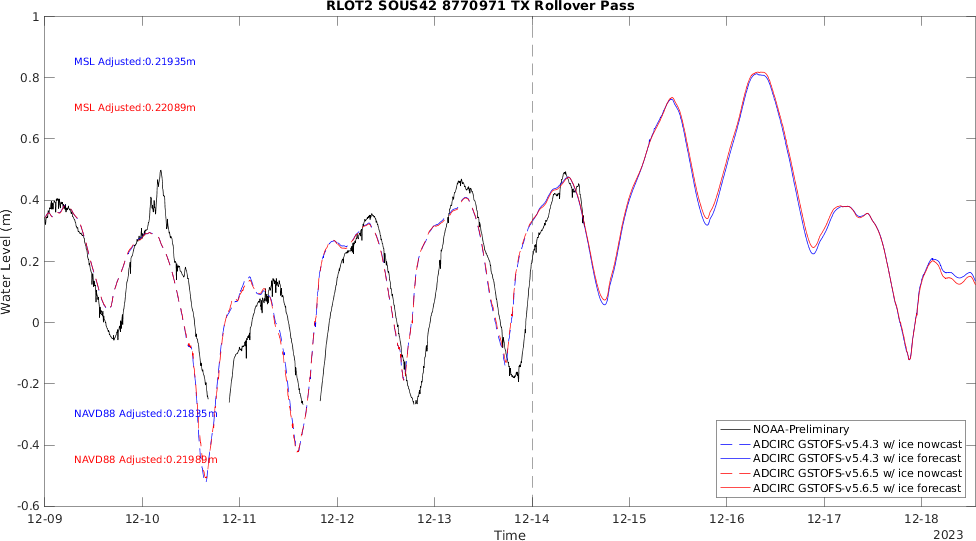 RLOT2 SOUS42 8770971 TX Rollover Pass
1
0.8
0.6
0.4
0.2
0
-0.2
-0.4
-0.6
Water Level (m)
MSL Adjusted:0.21935m
MSL Adjusted:0.22089m
NAVD88 Adjusted:0.21835m
NAVD88 Adjusted:0.21989m
NOAA-Preliminary
ADCIRC GSTOFS-v5.4.3 w/ ice nowcast
ADCIRC GSTOFS-v5.4.3 w/ ice forecast
ADCIRC GSTOFS-v5.6.5 w/ ice nowcast
ADCIRC GSTOFS-v5.6.5 w/ ice forecast
12-09 12-10 12-11 12-12 12-13 12-14 12-15 12-16 12-17 12-18
Time
2023